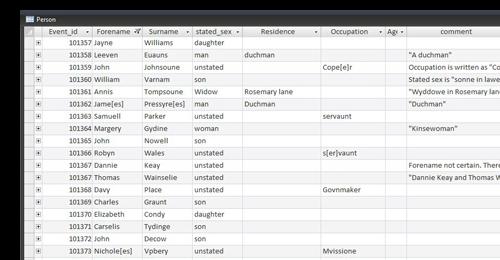 Person
Event_id Forename Surname stated_sex Residence Occupation Age comment
101357 Jayne Williams daughter
101358 Leeven Euauns man duchman "A duchman"
101359 John Johnsoune unstated Cope[e]r Occupation is written as "Co
101360 William Varnam son Stated sex is "sonne in lawe
101361 Annis Tompsoune Widow Rosemary lane "Wyddowe in Rosemary lane
101362 Jame[es] Pressyre[es] man Duchman "Duchman"
101363 Samuell Parker unstated servaunt
101364 Margery Gydine woman "Kinsewoman"
101365 John Nowell son
101366 Robyn Wales unstated s[er]vaunt
101367 Dannie Keay unstated Forename not certain. There
101367 Thomas Wainselie unstated "Dannie Keay and Thomas W
101368 Davy Place unstated Govnmaker
101369 Charles Graunt son
101370 Elizabeth Condy daughter
101371 Carselis Tydinge son
101372 John Decow son
101373 Nichole[es] Vpbery unstated Mvissione